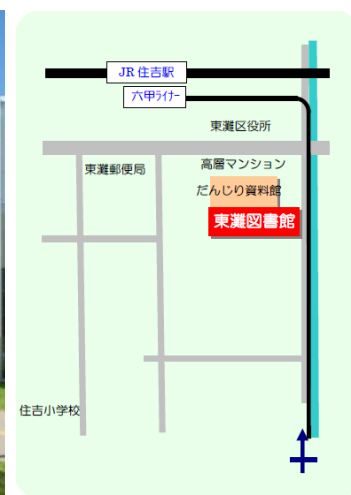 JR 住吉駅
六甲ﾗｲﾅｰ
東灘区役所
東灘郵便局
高層マンション
だんじり資料館
東灘図書館
住吉小学校